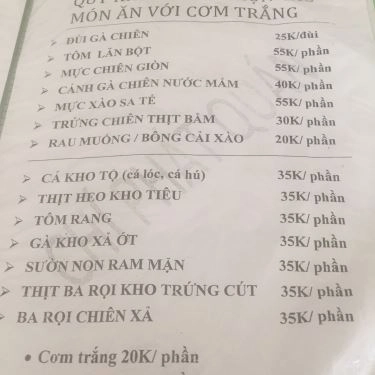 MÓN ĂN VỚI CƠM TRẮNG
➢ ĐÙI GÀ CHIÊN 25K/đùi
➢ TÔM LĂN BỘT 55K/ phần
➢ MỰC CHIÊN GIÒN 55K/ phần
➢ CÁNH GÀ CHIÊN NƯỚC MẮM 40K/ phần
➢ MỰC XÀO SA TẾ 55K/ phần
➢ TRỨNG CHIÊN THỊT BẰM 30K/ phần
➢ RAU MUỐNG / BÔNG CẢI XÀO 20K/ phần
➢ CÁ KHO TỘ (cá lóc, cá hú) 35K/ phần
➢ THỊT HEO KHO TIÊU 35K/ phần
➢ TÔM RANG 35K/ phần
➢ GÀ KHO XẢ ỚT 35K/ phần
➢ SƯỜN NON RAM MẶN 35K/ phần
➢ THỊT BA RỌI KHO TRỨNG CÚT 35K/ phần
➢ BA RỌI CHIÊN XẢ 35K/ phần
• Cơm trắng 20K/ phần